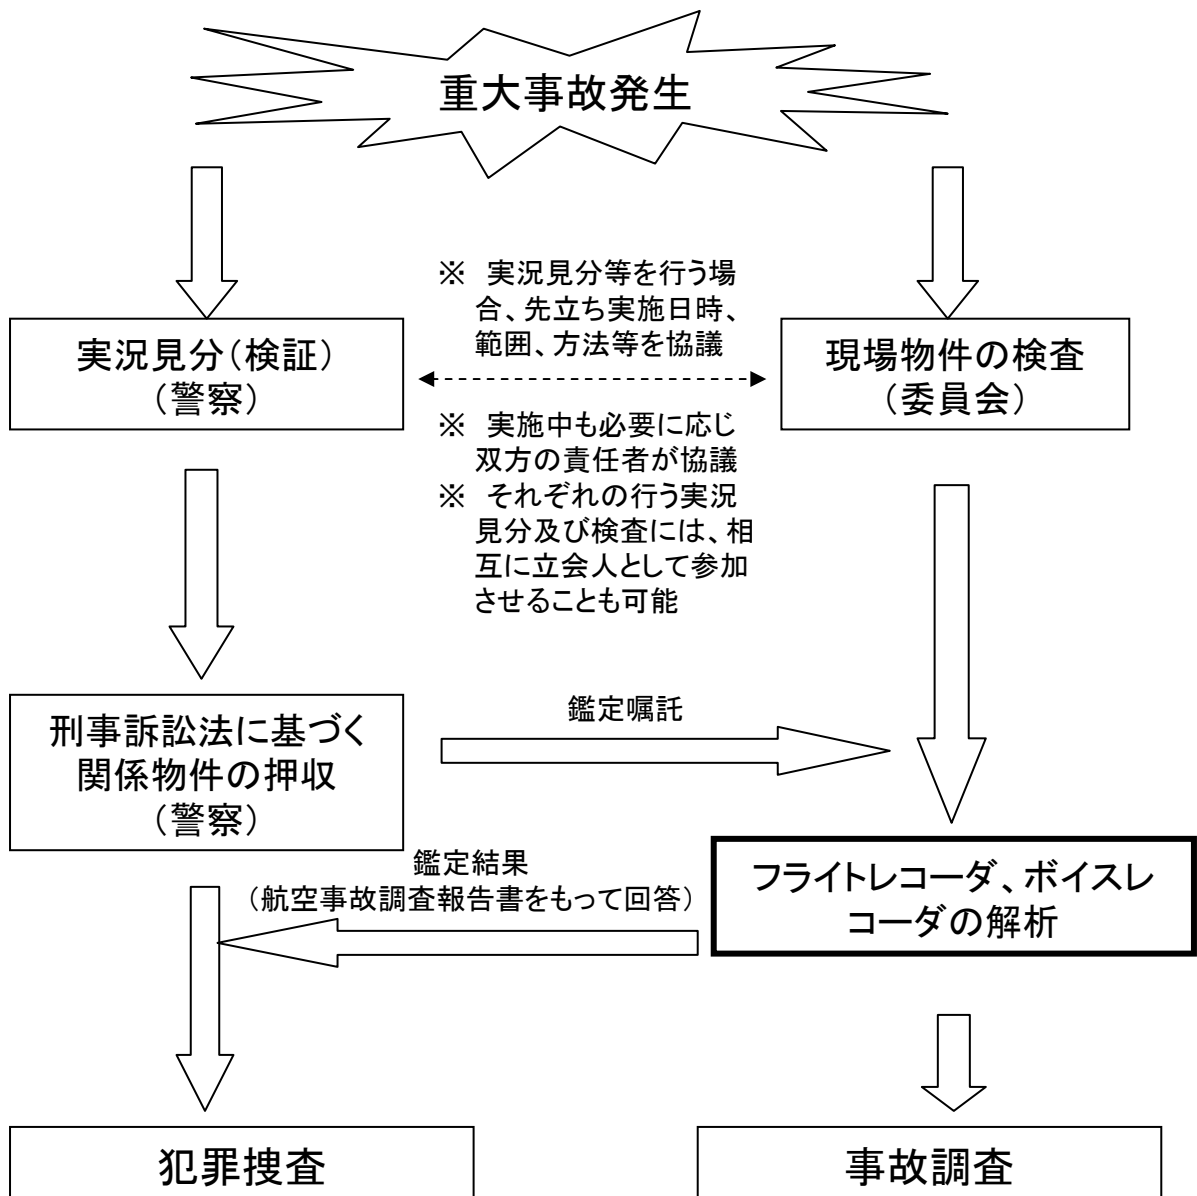 重大事故発生
※　実況見分等を行う場
合、先立ち実施日時、
範囲、方法等を協議
実況見分（検証）
（警察）
現場物件の検査
（委員会）
※　実施中も必要に応じ
双方の責任者が協議
※　それぞれの行う実況
見分及び検査には、相
互に立会人として参加
させることも可能
刑事訴訟法に基づく
関係物件の押収
（警察）
鑑定嘱託
鑑定結果
（航空事故調査報告書をもって回答）
フライトレコーダ、ボイスレ
コーダの解析
犯罪捜査
事故調査